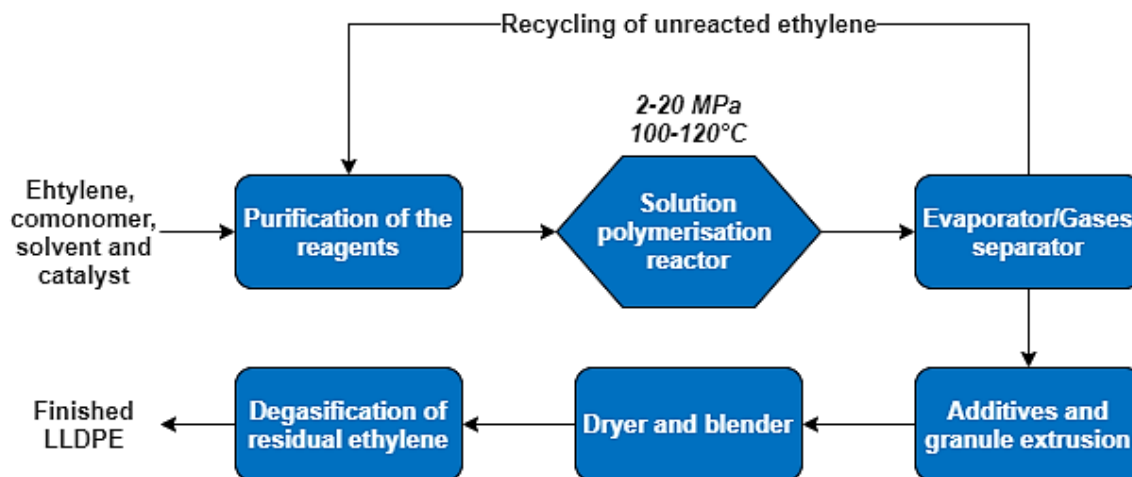 Recycling of unreacted ethylene
2-20 MPa
100-120°C
Ehtylene,
comonomer,
solvent and
catalyst
Purification of the
reagents
Solution
polymerisation
reactor
Evaporator/Gases
separator
Finished
LLDPE
Degasification of
residual ethylene
Dryer and blender
Additives and
granule extrusion